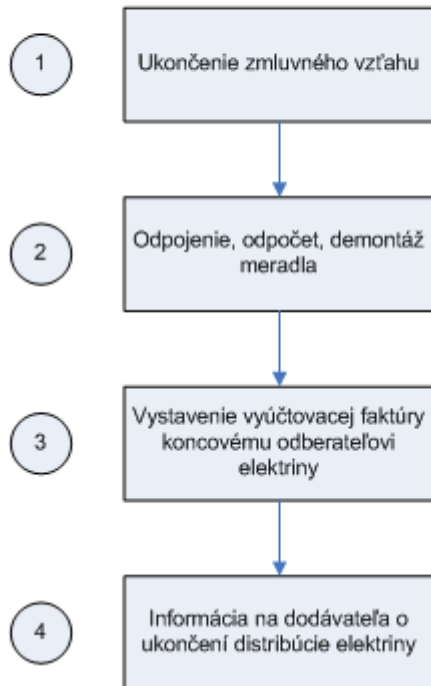 1
Ukončenie zmluvného vzťahu
2
Odpojenie, odpočet, demontáž
meradla
3
Vystavenie vyúčtovacej faktúry
koncovému odberateľovi
elektriny
4
Informácia na dodávateľa o
ukončení distribúcie elektriny